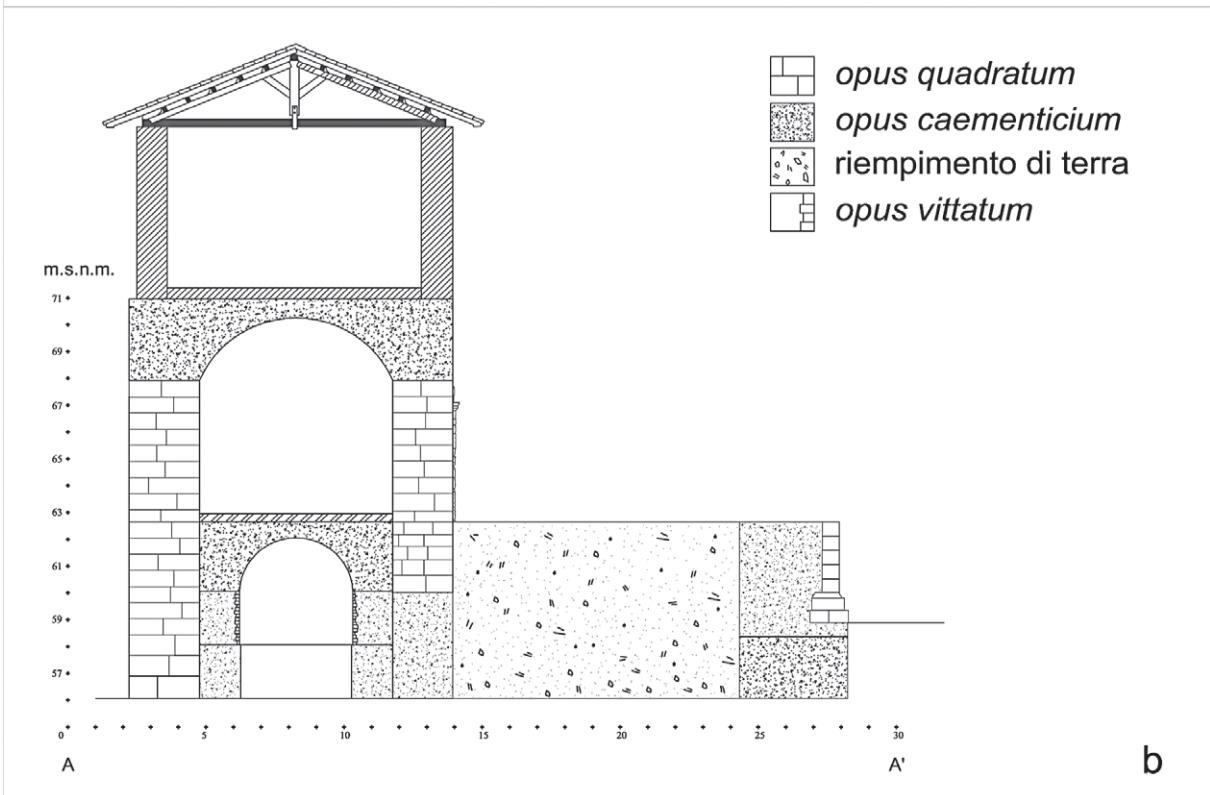 opus quadratum
opus caementicium
riempimento di terra
opus vittatum
m.s.n.m.
71
69
67
65
63
61
59
57
0 5 10 15 20 25 30
A A' b